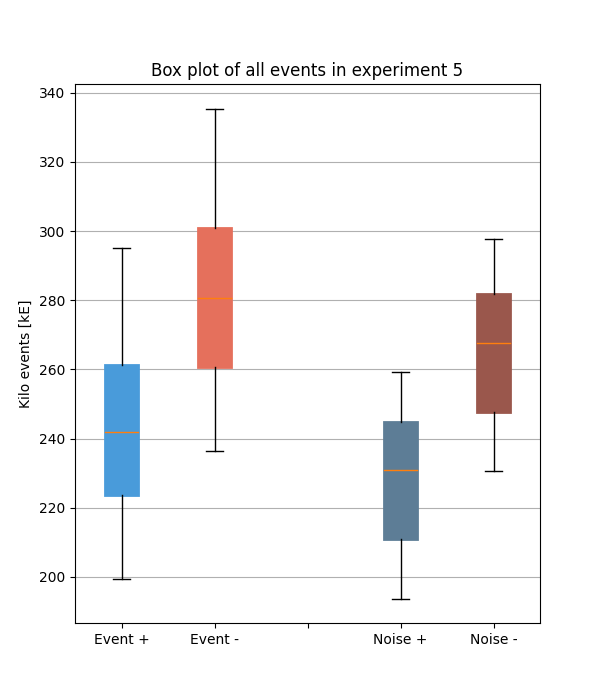 Box plot of all events in experiment 5
Kilo events [kE]
340
320
300
280
260
240
220
200
Event +
Event -
Noise +
Noise -